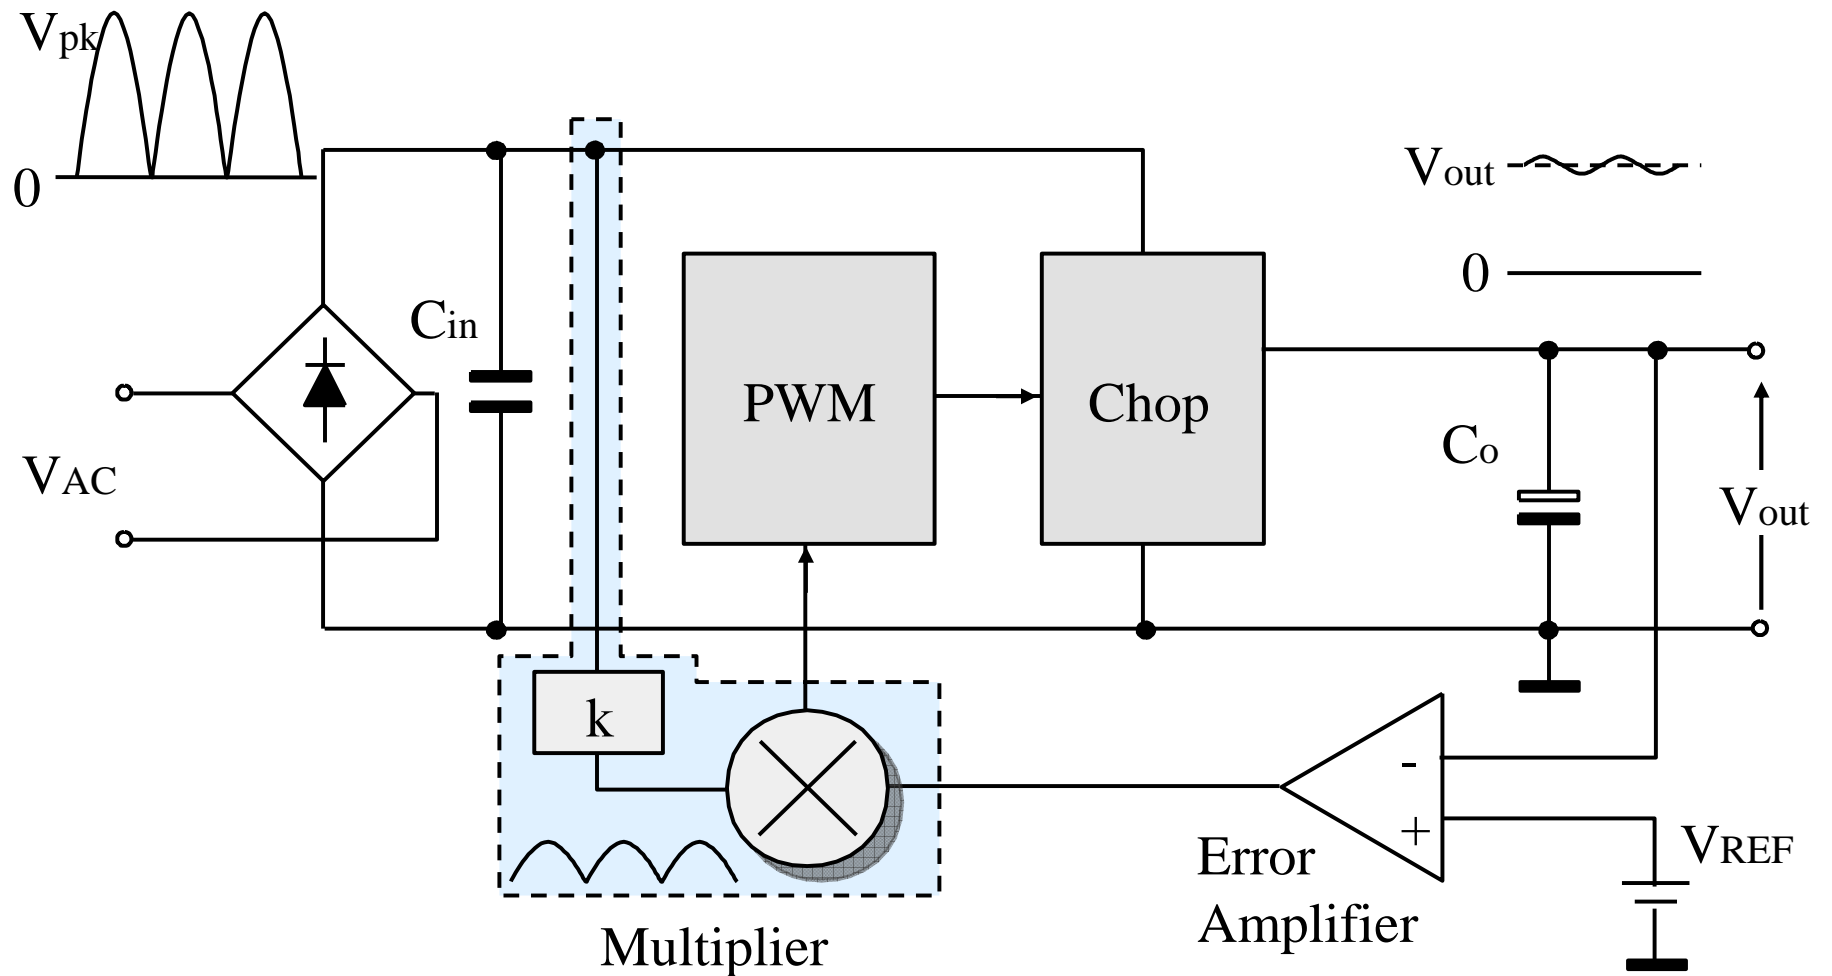 Vpk
0
Vout
0
Cin
PWM
Chop
Co
VAC
Vout
k
-
+
VREF
Error
Amplifier
Multiplier